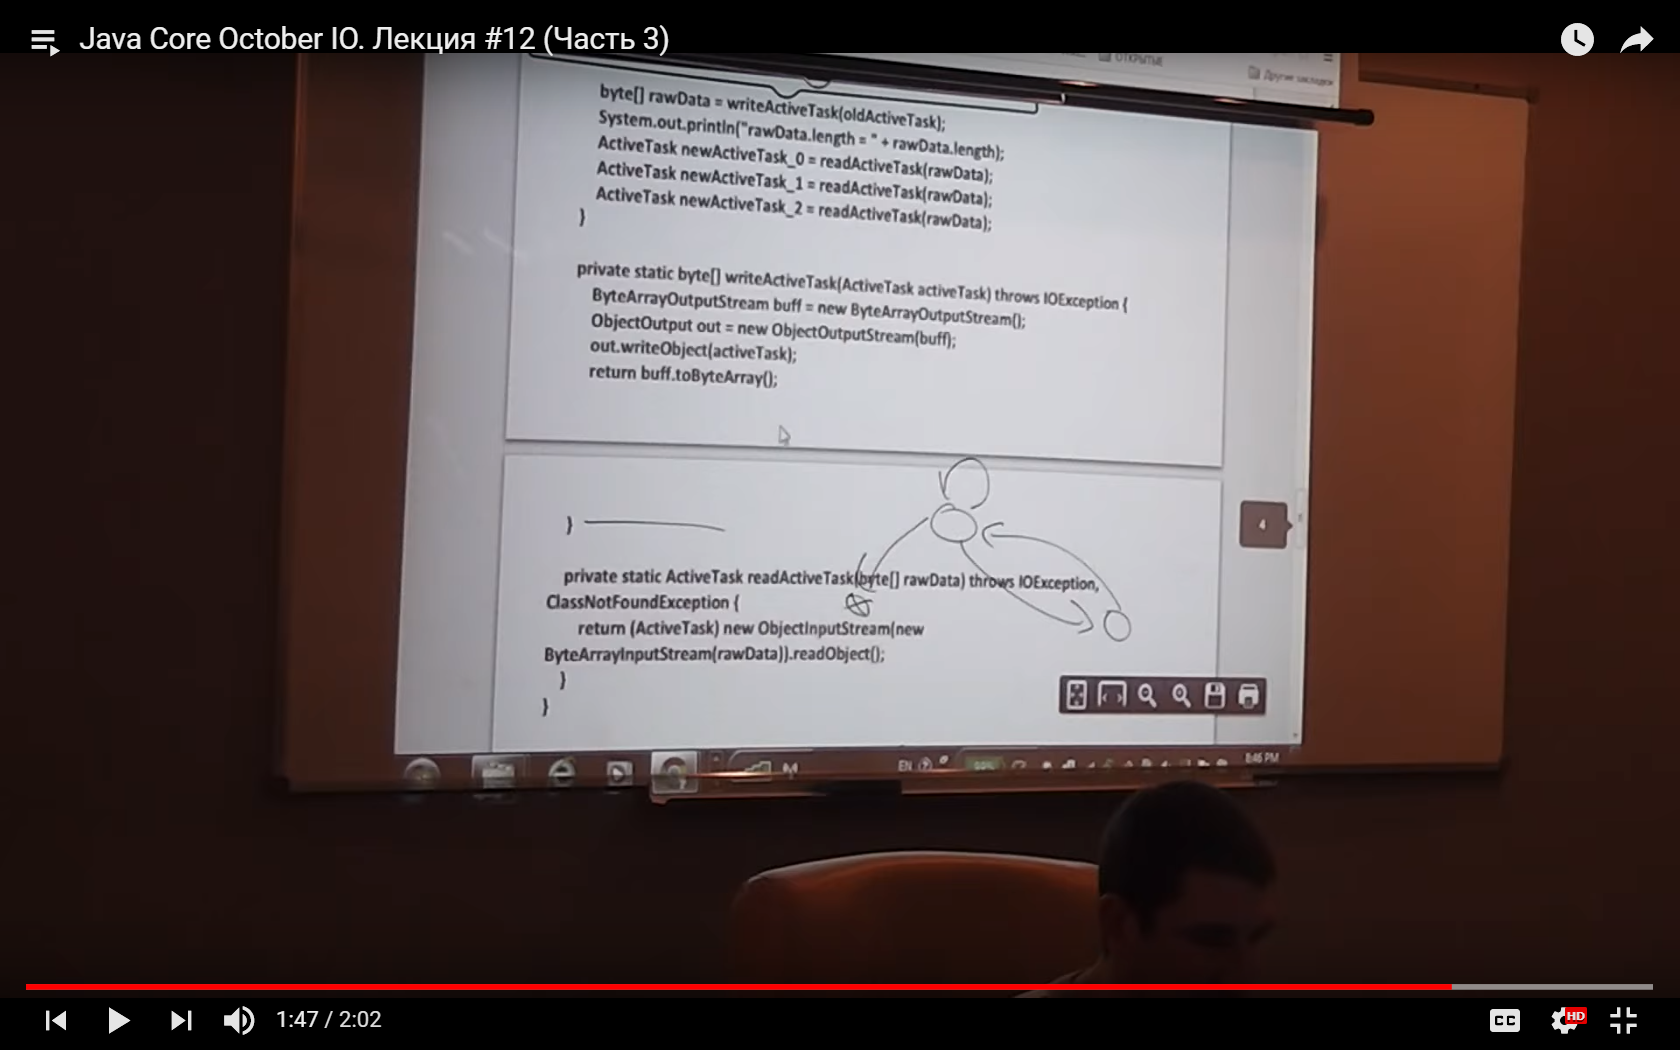 Java Core October IO. Лекция #12 (Часть 3)
ОТКРЫТЫЕ
Другие закладки
byte[] rawData = writeActiveTask(oldActiveTask);
System.out.println("rawData.length = " + rawData.length);
ActiveTask newActiveTask_0 = readActiveTask(rawData);
ActiveTask newActiveTask_1 = readActiveTask(rawData);
ActiveTask newActiveTask_2 = readActiveTask(rawData);
}
private static byte[] writeActiveTask(ActiveTask activeTask) throws IOException {
ByteArrayOutputStream buff = new ByteArrayOutputStream();
ObjectOutput out = new ObjectOutputStream(buff);
out.writeObject(activeTask);
return buff.toByteArray();
}
4
private static ActiveTask readActiveTask(byte[] rawData) throws IOException,
ClassNotFoundException {
return (ActiveTask) new ObjectInputStream(new
ByteArrayInputStream(rawData)).readObject();
}
}
EN
8:46 PM
1:47 / 2:02
CC
HD